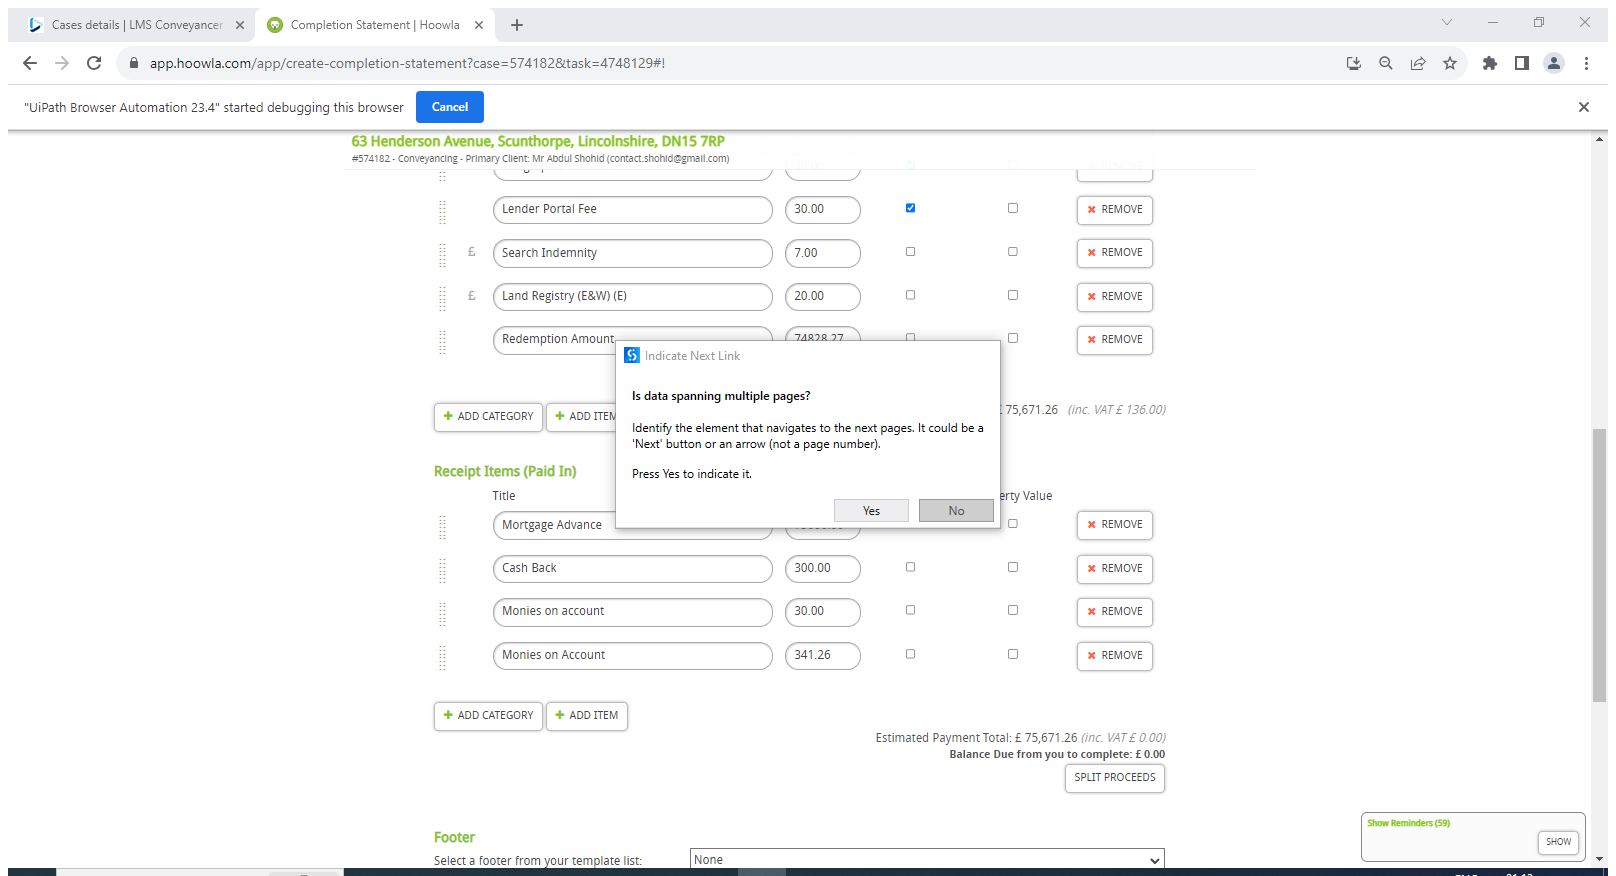 Cases details | LMS Conveyancer
Completion Statement | Hoowla
app.hoowla.com/app/create-completion-statement?case=574182&task=4748129#!
"UiPath Browser Automation 23.4" started debugging this browser
Cancel
63 Henderson Avenue, Scunthorpe, Lincolnshire, DN15 7RP
#574182 - Conveyancing - Primary Client: Mr Abdul Shohid (contact.shohid@gmail.com)
Lender Portal Fee 30.00 REMOVE
£ Search Indemnity 7.00 REMOVE
£ Land Registry (E&W) (E) 20.00 REMOVE
Redemption Amount 74828.27 REMOVE
Indicate Next Link
Is data spanning multiple pages?
Identify the element that navigates to the next pages. It could be a
'Next' button or an arrow (not a page number).
Press Yes to indicate it.
Yes No
ADD CATEGORY ADD ITEM
£ 75,671.26 (inc. VAT £ 136.00)
Receipt Items (Paid In)
Title erty Value
Mortgage Advance REMOVE
Cash Back 300.00 REMOVE
Monies on account 30.00 REMOVE
Monies on Account 341.26 REMOVE
ADD CATEGORY ADD ITEM
Estimated Payment Total: £ 75,671.26 (inc. VAT £ 0.00)
Balance Due from you to complete: £ 0.00
SPLIT PROCEEDS
Footer
Select a footer from your template list: None
Show Reminders (59)
SHOW